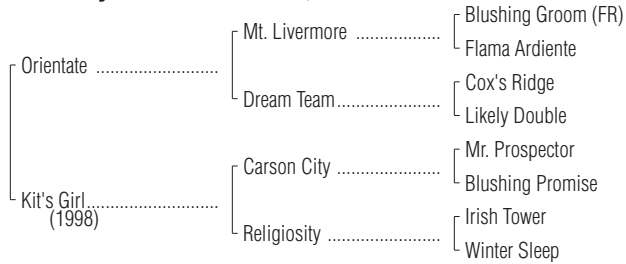 Blushing Groom (FR)
Mt. Livermore ..................
Flama Ardiente
Orientate ..........................
Cox's Ridge
Dream Team......................
Likely Double
Mr. Prospector
Carson City ......................
Blushing Promise
Kit's Girl............................
(1998)
Irish Tower
Religiosity ........................
Winter Sleep